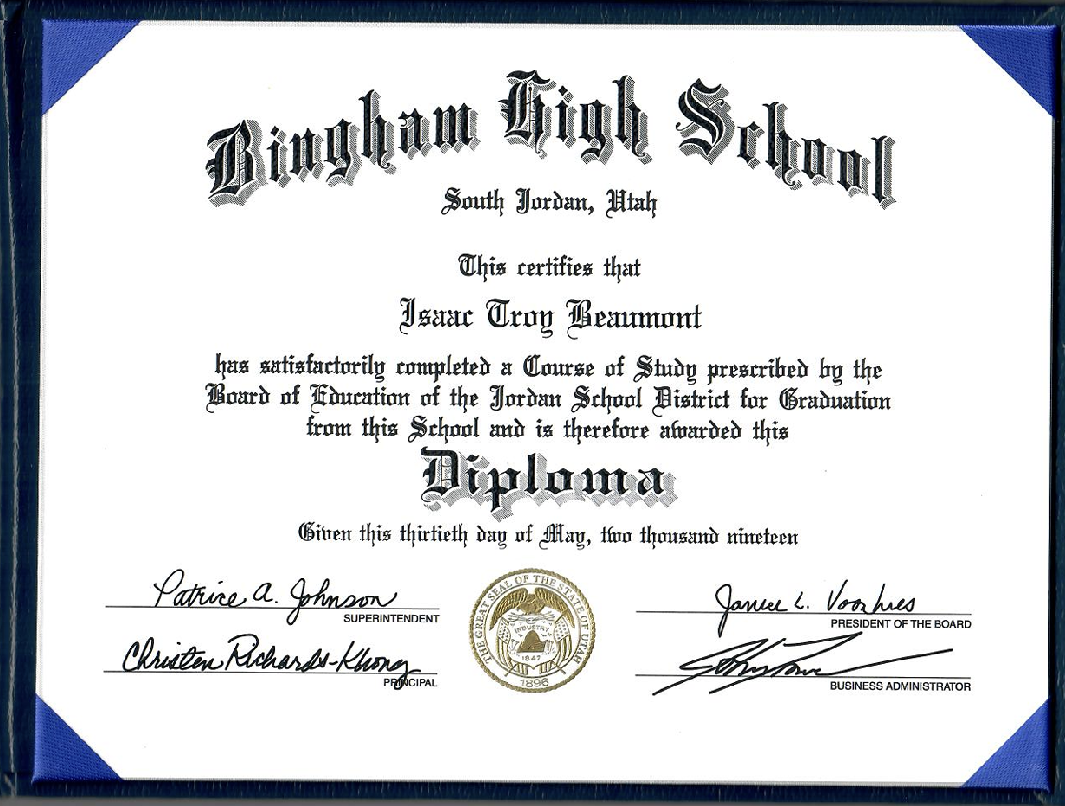 Bingham High School
South Jordan, Utah
This certifies that
Isaac Troy Beaumont
has satisfactorily completed a Course of Study prescribed by the
Board of Education of the Jordan School District for Graduation
from this School and is therefore awarded this
Diploma
Given this thirtieth day of May, two thousand nineteen
Patrice A. Johnson
SUPERINTENDENT
Janice L. Voorhies
PRESIDENT OF THE BOARD
THE GREAT SEAL OF THE STATE OF UTAH
INDUSTRY
1847
1896
Christen Richards-Khong
PRINCIPAL
BUSINESS ADMINISTRATOR